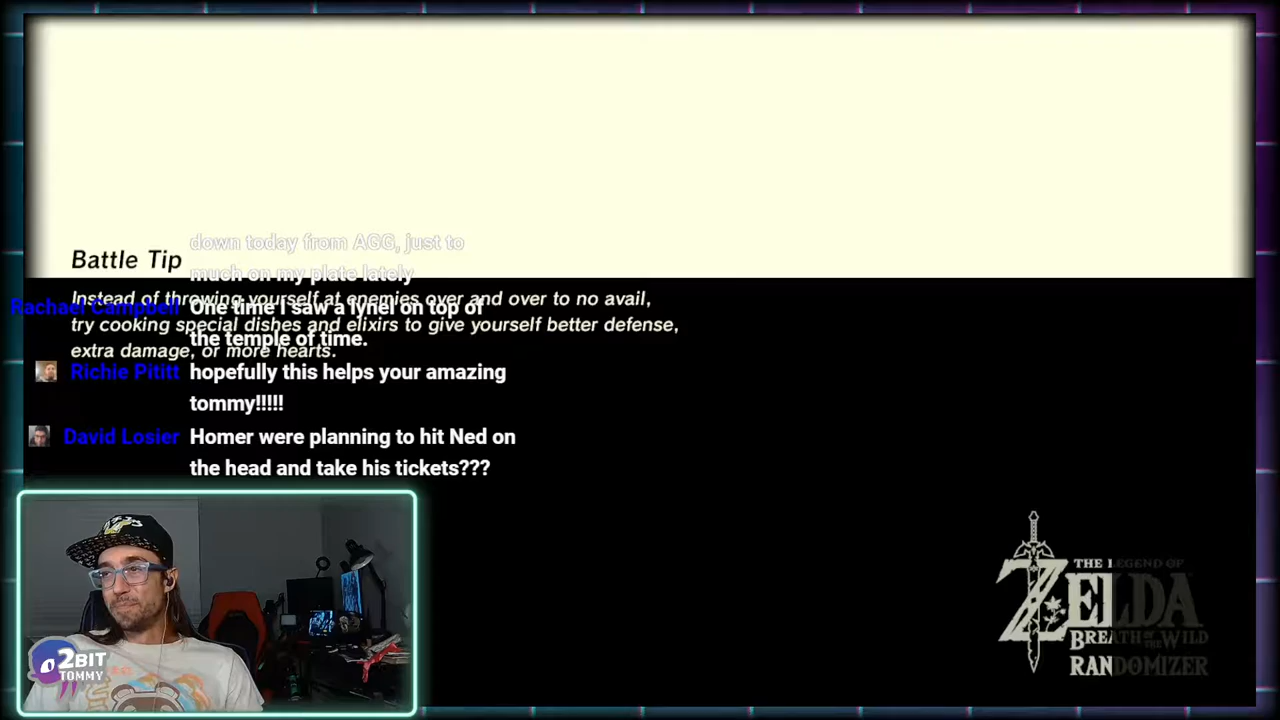 down today from AGG, just to
much on my plate lately
Battle Tip
Instead of throwing yourself at enemies over and over to no avail,
try cooking special dishes and elixirs to give yourself better defense,
extra damage, or more hearts.
Rachael Campbell One time I saw a lynel on top of
the temple of time.
Richie Pititt hopefully this helps your amazing
tommy!!!!!
David Losier Homer were planning to hit Ned on
the head and take his tickets???
2BIT
TOMMY
THE LEGEND OF
ZELDA
BREATH OF THE WILD
RANDOMIZER